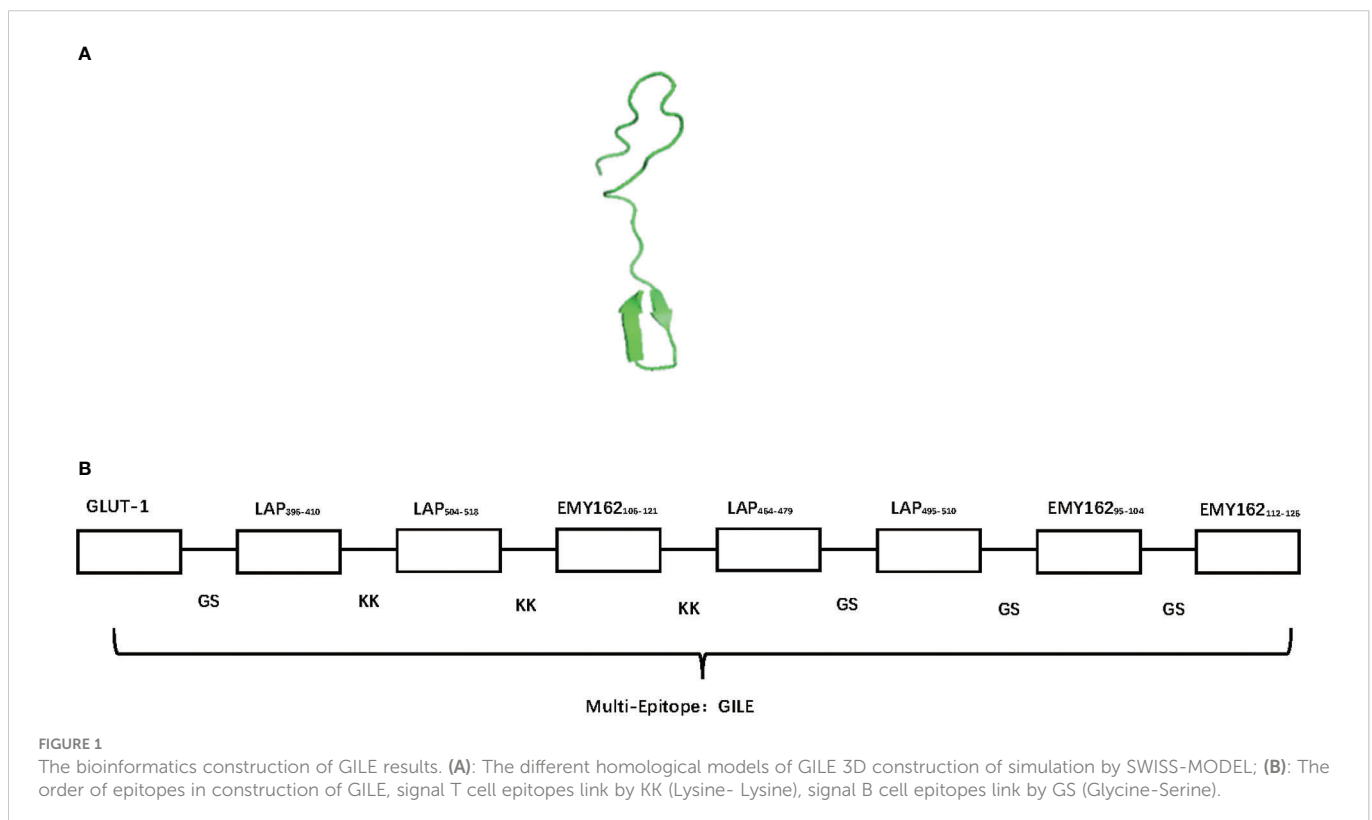 A
B
GLUT-1 LAP396-410 LAP504-518 EMY162106-121 LAP464-479 LAP495-510 EMY16295-104 EMY162112-126
GS KK KK KK GS GS GS
Multi-Epitope: GILE
FIGURE 1
The bioinformatics construction of GILE results. (A): The different homological models of GILE 3D construction of simulation by SWISS-MODEL; (B): The
order of epitopes in construction of GILE, signal T cell epitopes link by KK (Lysine- Lysine), signal B cell epitopes link by GS (Glycine-Serine).